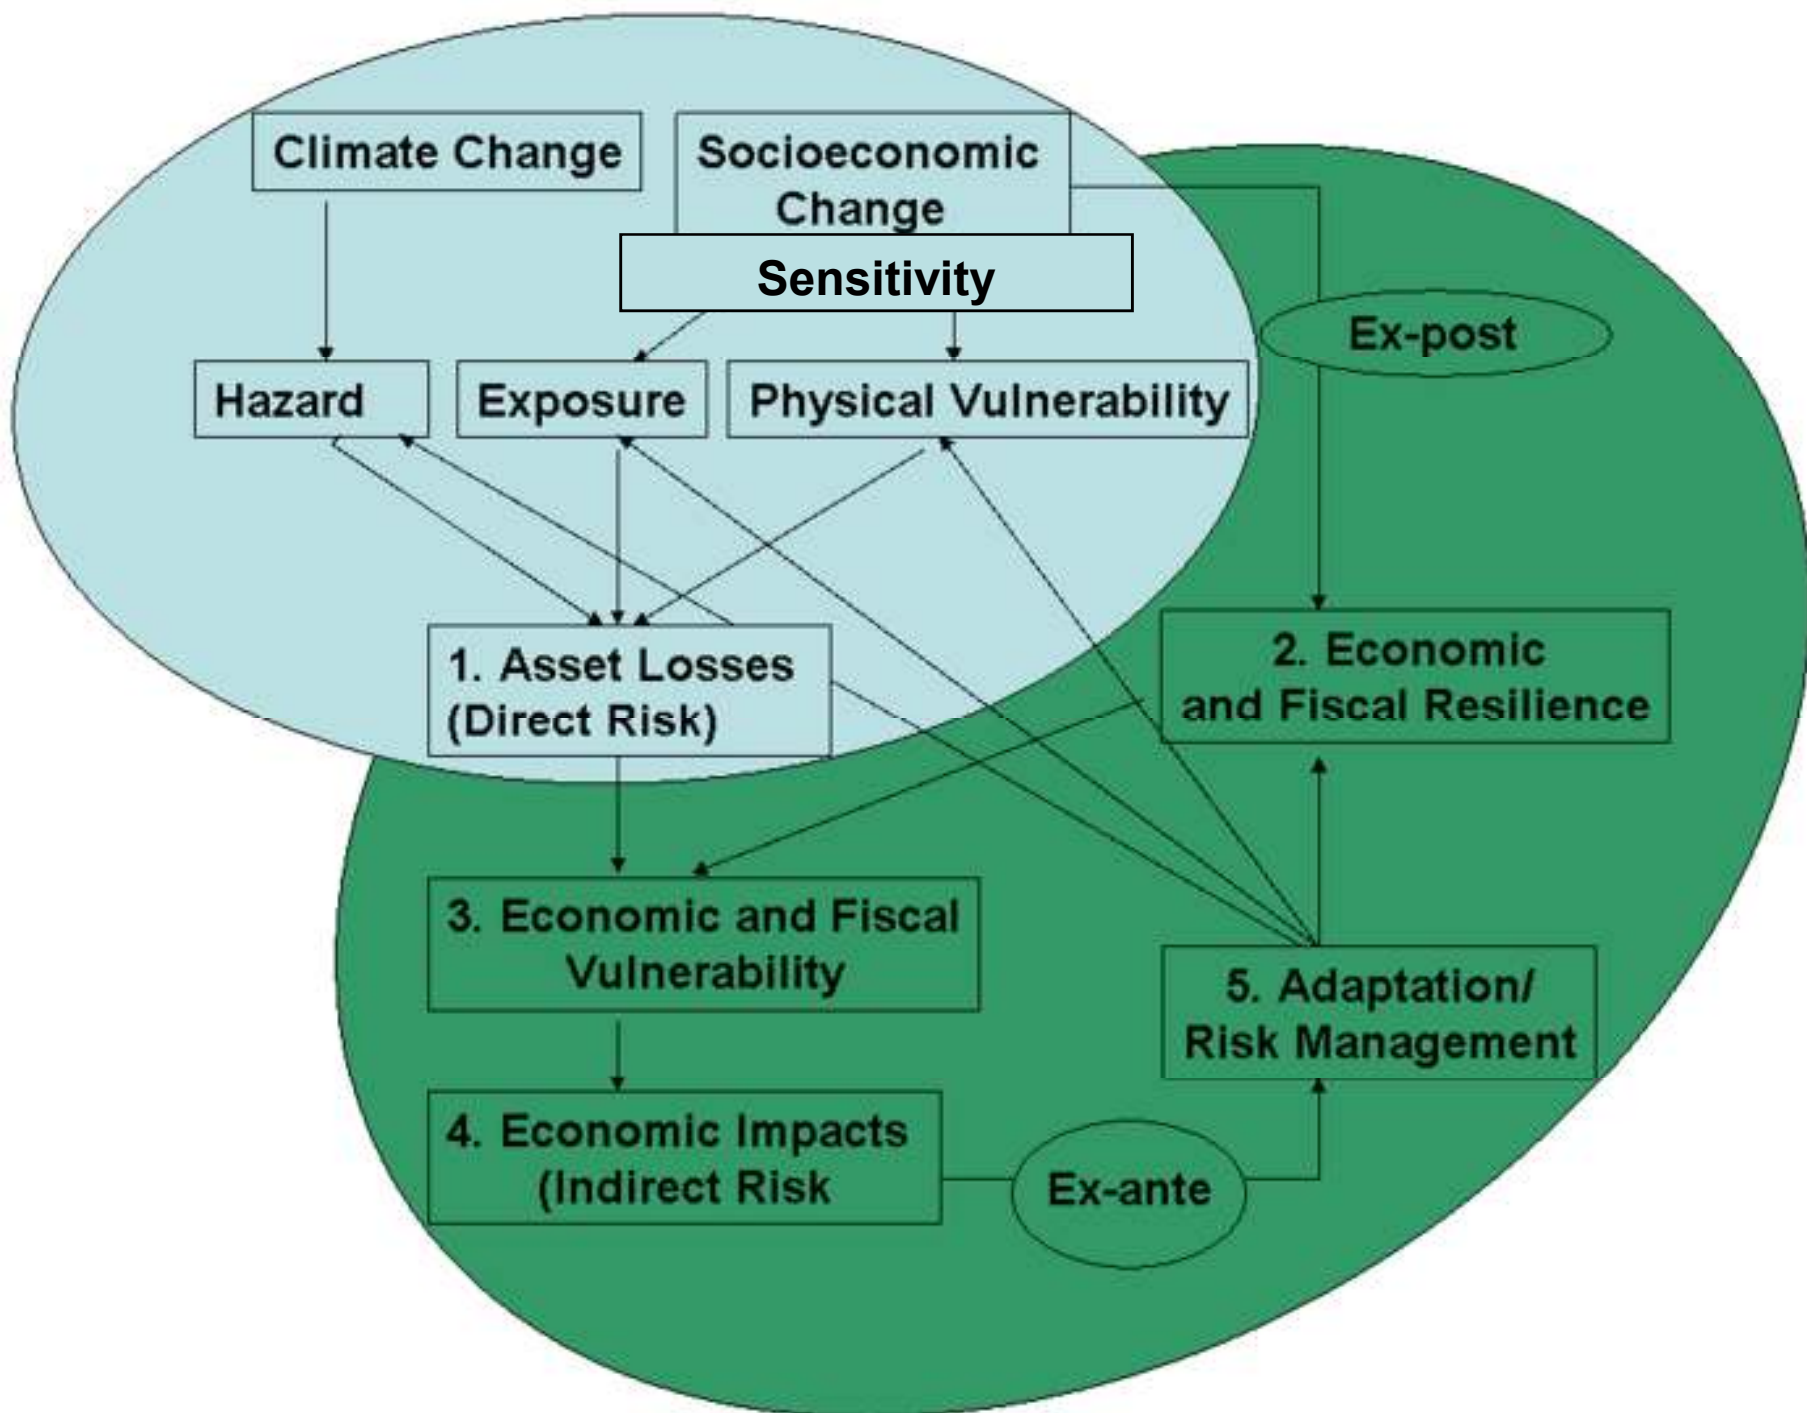 Climate Change
Socioeconomic
Change
Sensitivity
Ex-post
Hazard
Exposure
Physical Vulnerability
1. Asset Losses
(Direct Risk)
2. Economic
and Fiscal Resilience
3. Economic and Fiscal
Vulnerability
5. Adaptation/
Risk Management
4. Economic Impacts
(Indirect Risk
Ex-ante